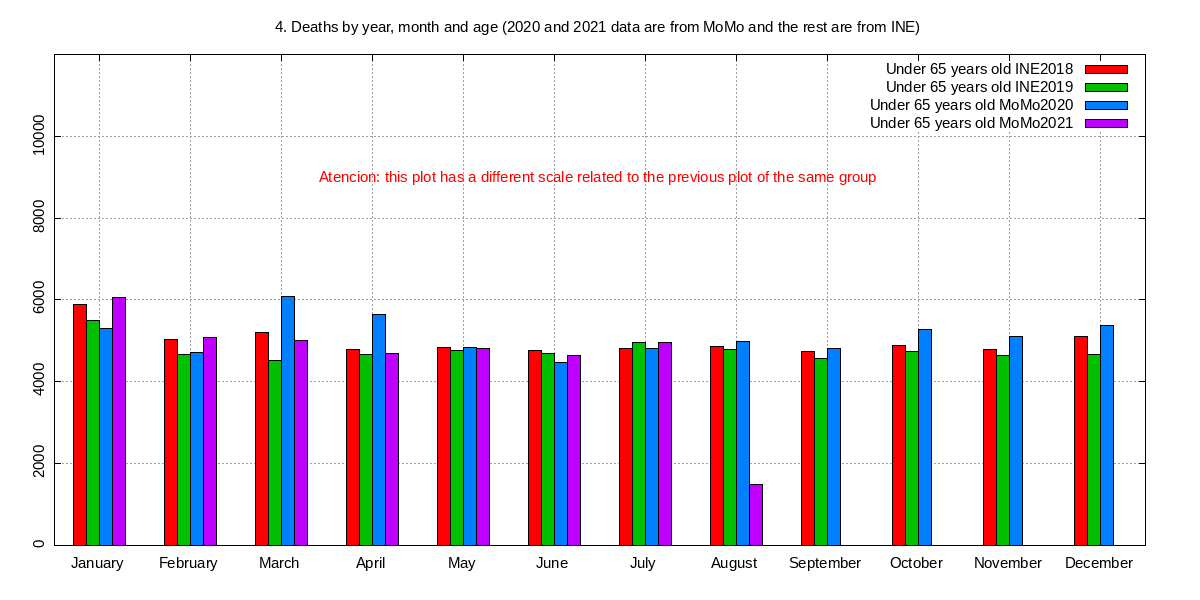 4. Deaths by year, month and age (2020 and 2021 data are from MoMo and the rest are from INE)
Under 65 years old INE2018
Under 65 years old INE2019
Under 65 years old MoMo2020
Under 65 years old MoMo2021
Atencion: this plot has a different scale related to the previous plot of the same group
10000
8000
6000
4000
2000
0
January February March April May June July August September October November December